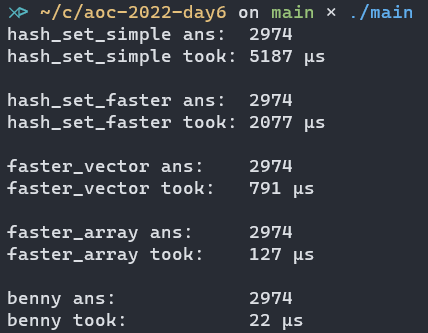 ~/c/aoc-2022-day6 on main × ./main
hash_set_simple ans: 2974
hash_set_simple took: 5187 µs
hash_set_faster ans: 2974
hash_set_faster took: 2077 µs
faster_vector ans: 2974
faster_vector took: 791 µs
faster_array ans: 2974
faster_array took: 127 µs
benny ans: 2974
benny took: 22 µs